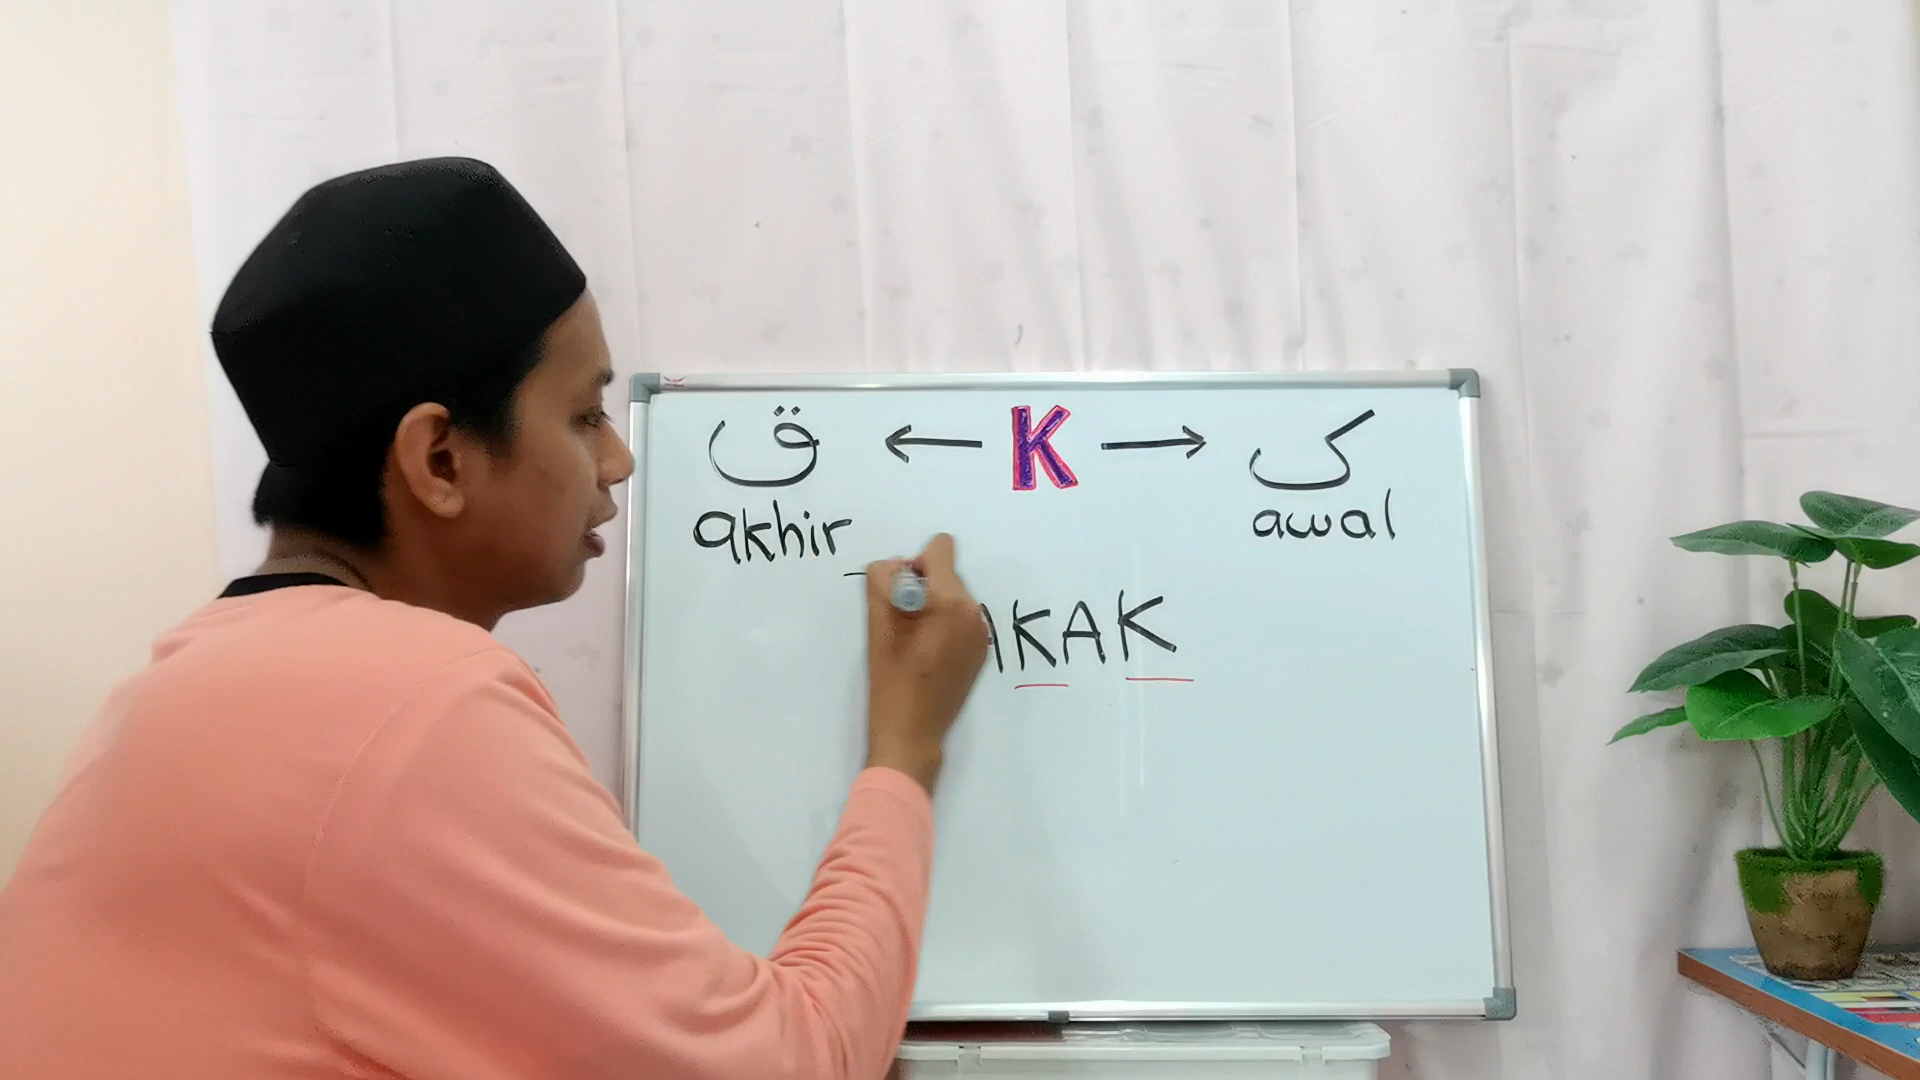 ق ← K → ک
akhir awal
AKAK